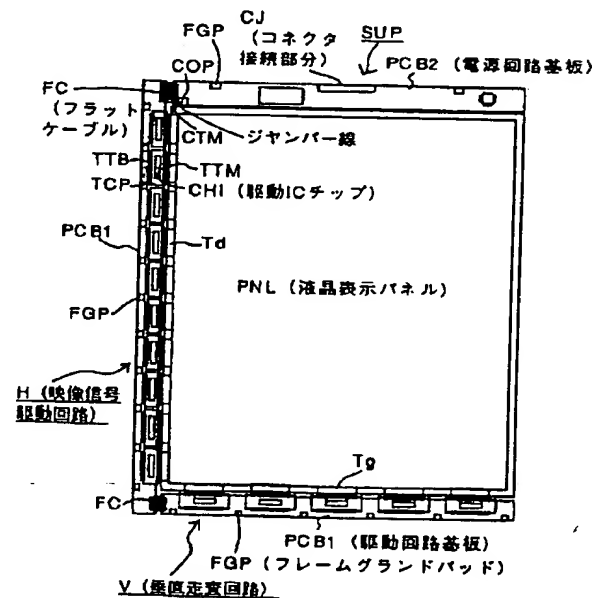 CJ
(コネクタ
接続部分)
FGP
SUP
COP
PCB2 (電源回路基板)
FC
(フラット
ケーブル)
CTM
ジヤンパー線
TTB
TTM
TCP
CHI (駆動ICチップ)
PCB1
Td
PNL (液晶表示パネル)
FGP
H (映像信号
駆動回路)
Tg
FC
PCB1 (駆動回路基板)
FGP (フレームグランドパッド)
V (垂直走査回路)